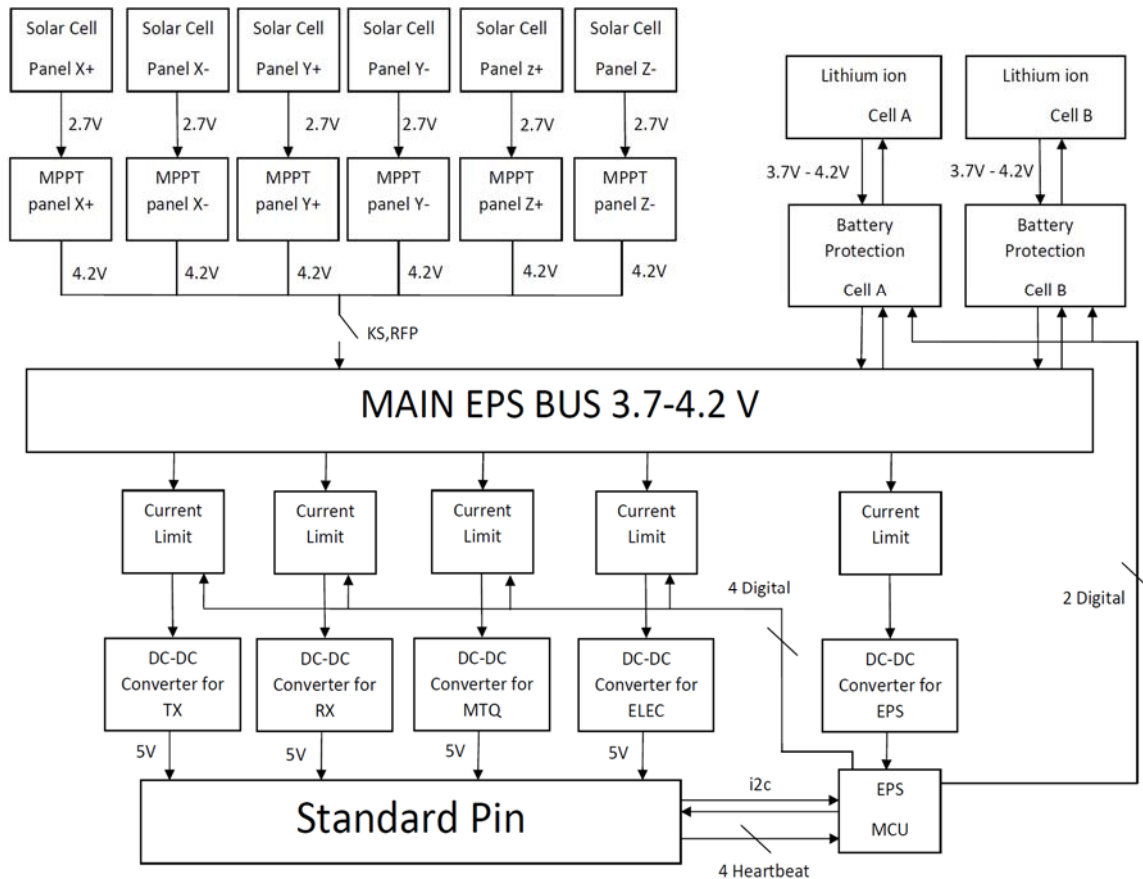 Solar Cell
Panel X+
Solar Cell
Panel X-
Solar Cell
Panel Y+
Solar Cell
Panel Y-
Solar Cell
Panel z+
Solar Cell
Panel Z-
2.7V
2.7V
2.7V
2.7V
2.7V
2.7V
MPPT
panel X+
MPPT
panel X-
MPPT
panel Y+
MPPT
panel Y-
MPPT
panel Z+
MPPT
panel Z-
4.2V
4.2V
4.2V
4.2V
4.2V
4.2V
KS,RFP
Lithium ion
Cell A
Lithium ion
Cell B
3.7V - 4.2V
3.7V - 4.2V
Battery
Protection
Cell A
Battery
Protection
Cell B
MAIN EPS BUS 3.7-4.2 V
Current
Limit
Current
Limit
Current
Limit
Current
Limit
Current
Limit
4 Digital
2 Digital
DC-DC
Converter for
TX
DC-DC
Converter for
RX
DC-DC
Converter for
MTQ
DC-DC
Converter for
ELEC
DC-DC
Converter for
EPS
5V
5V
5V
5V
Standard Pin
i2c
EPS
MCU
4 Heartbeat